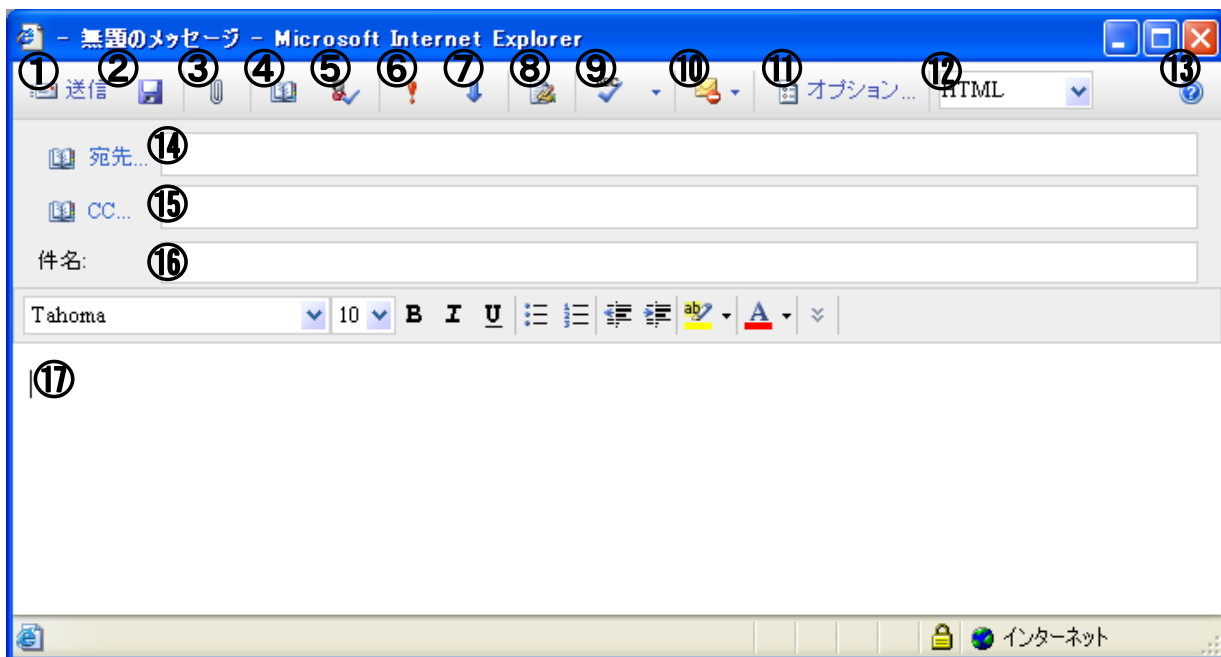 - 無題のメッセージ - Microsoft Internet Explorer
① ② ③ ④ ⑤ ⑥ ⑦ ⑧ ⑨ ⑩ ⑪ ⑫ ⑬
送信 オプション... HTML
宛先... ⑭
CC... ⑮
件名: ⑯
Tahoma 10 B I U ab A
⑰
インターネット